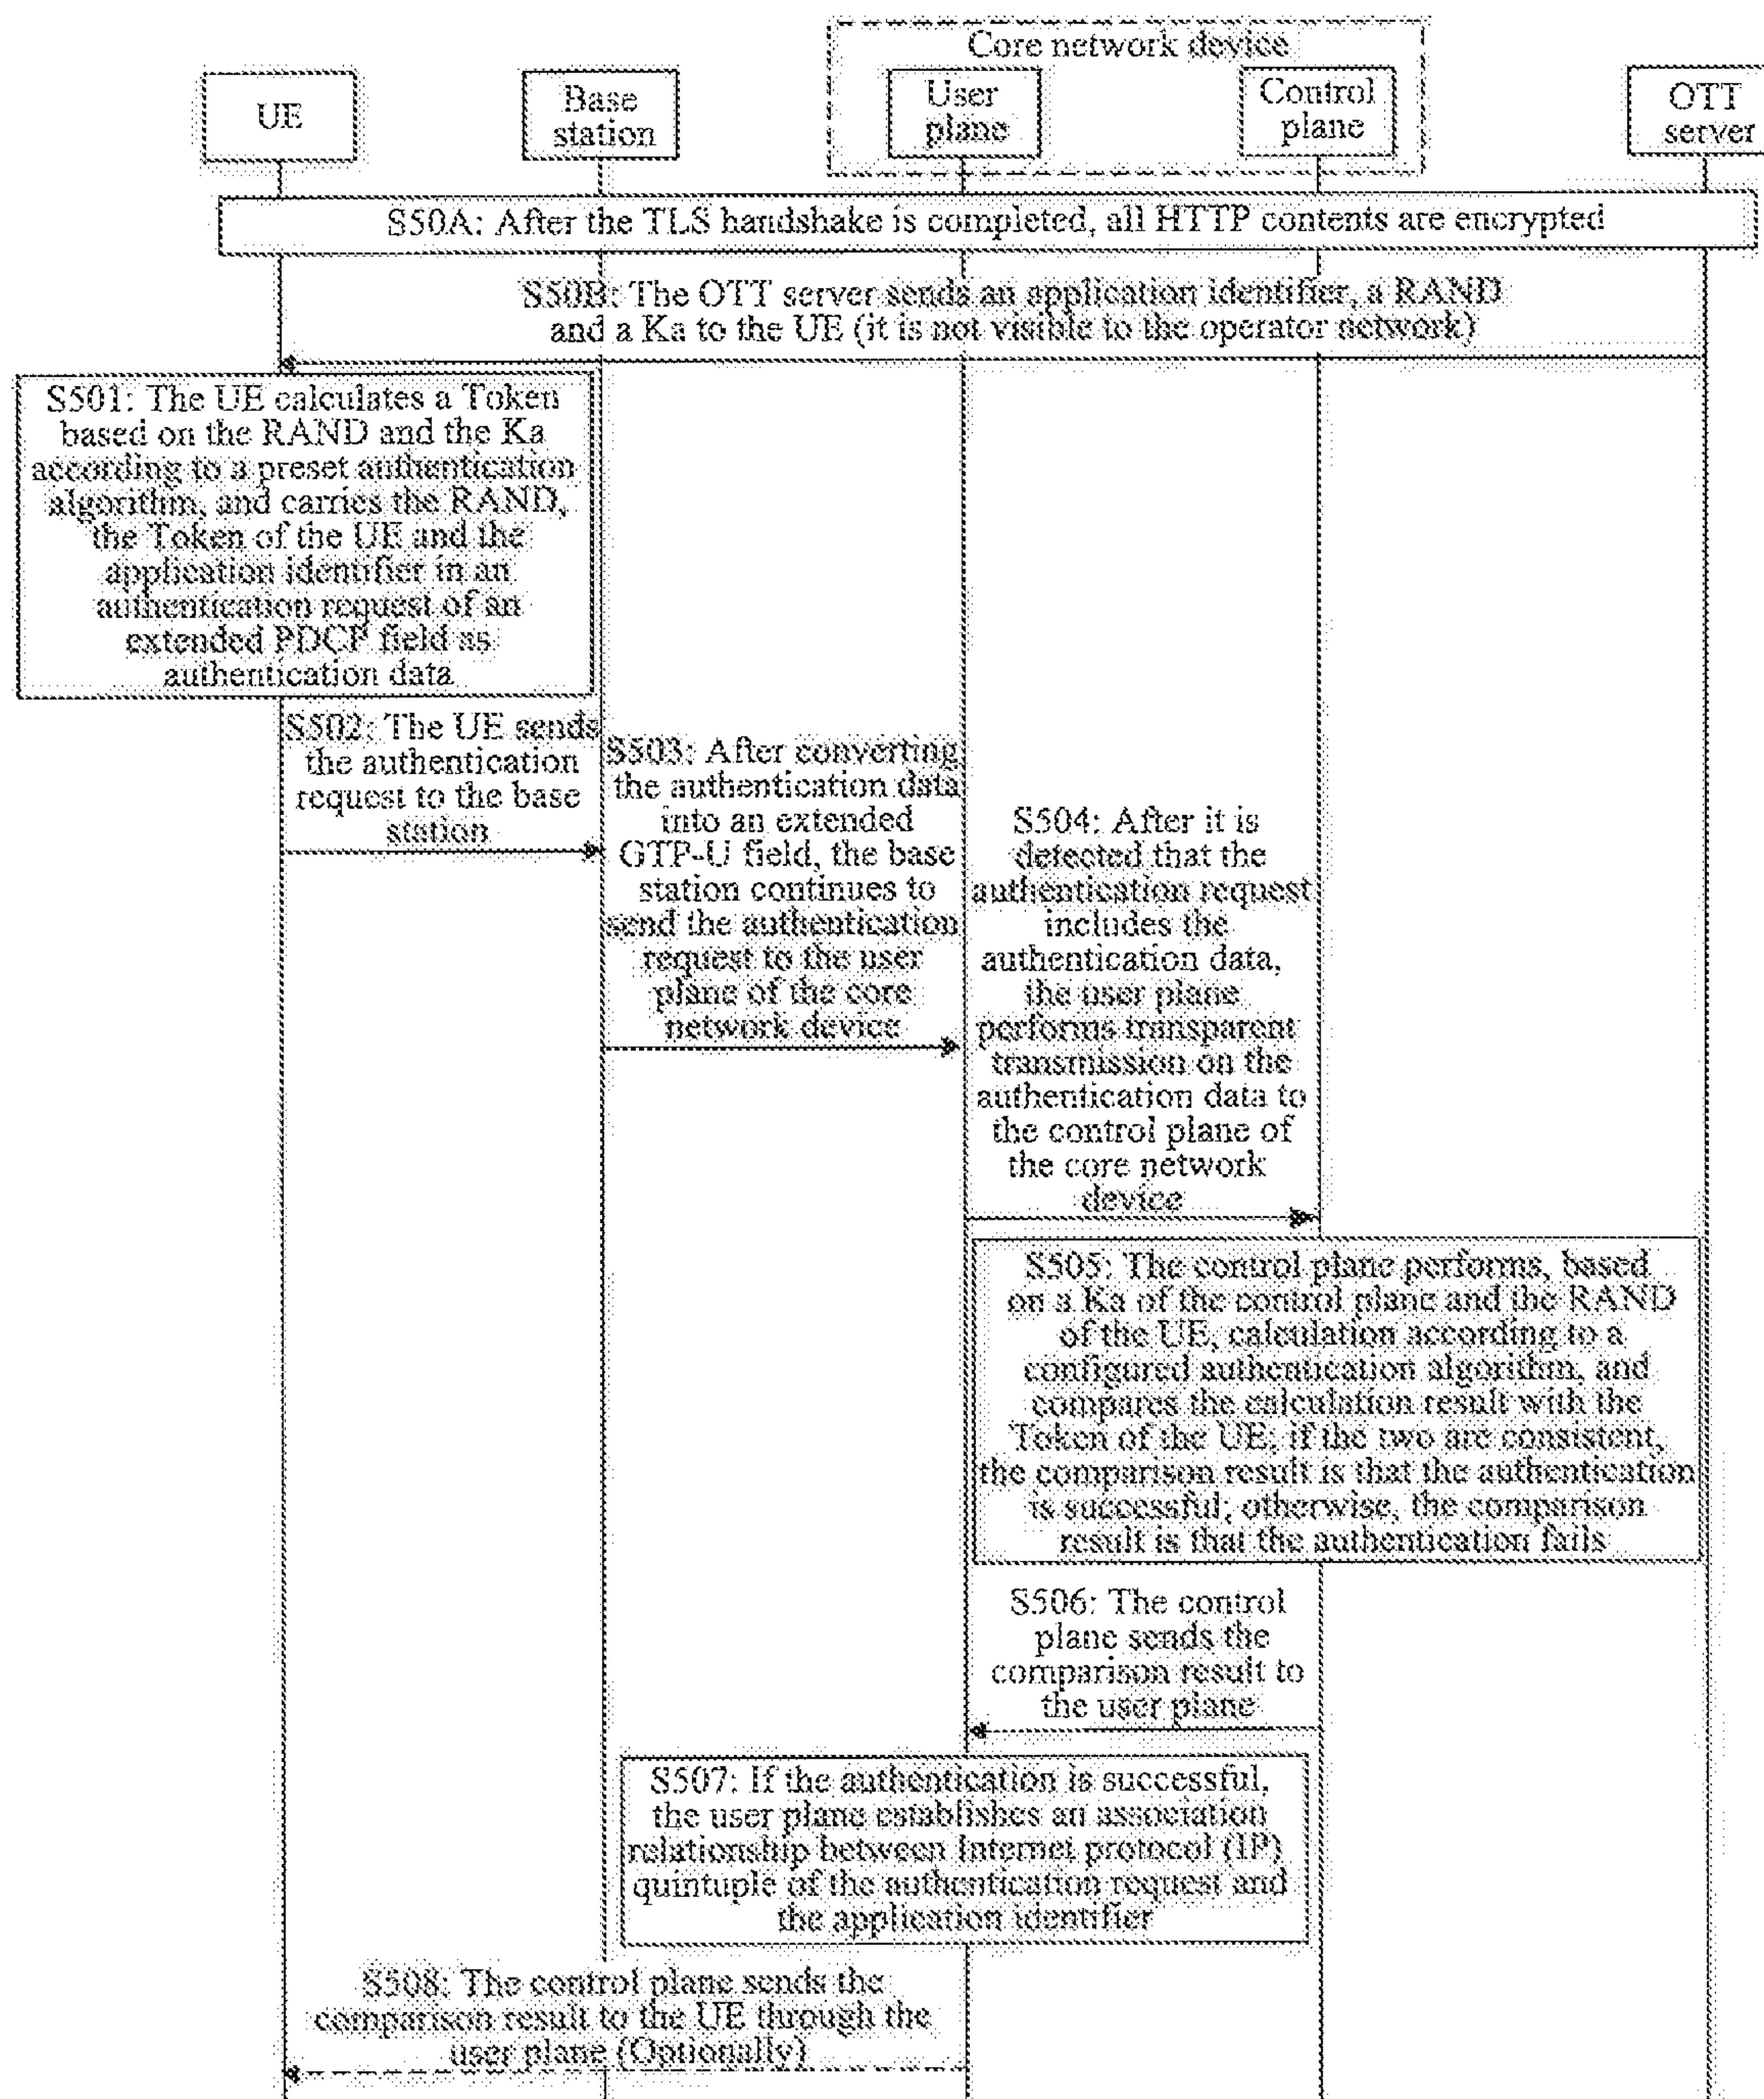 Core network device
UE
Base
station
User
plane
Control
plane
OTT
server
S50A: After the TLS handshake is completed, all HTTP contents are encrypted
S50B: The OTT server sends an application identifier, a RAND
and a Ka to the UE (it is not visible to the operator network)
S501: The UE calculates a Token
based on the RAND and the Ka
according to a preset authentication
algorithm, and carries the RAND,
the Token of the UE and the
application identifier in an
authentication request of an
extended PDCP field as
authentication data
S502: The UE sends
the authentication
request to the base
station
S503: After converting
the authentication data
into an extended
GTP-U field, the base
station continues to
send the authentication
request to the user
plane of the core
network device
S504: After it is
detected that the
authentication request
includes the
authentication data,
the user plane
performs transparent
transmission on the
authentication data to
the control plane of
the core network
device
S505: The control plane performs, based
on a Ka of the control plane and the RAND
of the UE, calculation according to a
configured authentication algorithm, and
compares the calculation result with the
Token of the UE; if the two are consistent,
the comparison result is that the authentication
is successful; otherwise, the comparison
result is that the authentication fails
S506: The control
plane sends the
comparison result to
the user plane
S507: If the authentication is successful,
the user plane establishes an association
relationship between Internet protocol (IP)
quintuple of the authentication request and
the application identifier
S508: The control plane sends the
comparison result to the UE through the
user plane (Optionally)